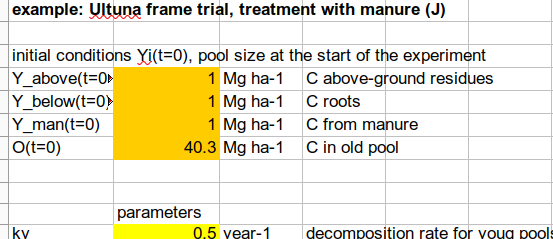 example: Ultuna frame trial, treatment with manure (J)
initial conditions Yi(t=0), pool size at the start of the experiment
Y_above(t=0 1 Mg ha-1 C above-ground residues
Y_below(t=0) 1 Mg ha-1 C roots
Y_man(t=0) 1 Mg ha-1 C from manure
O(t=0) 40.3 Mg ha-1 C in old pool
parameters
ky 0.5 year-1 decomposition rate for youg pools